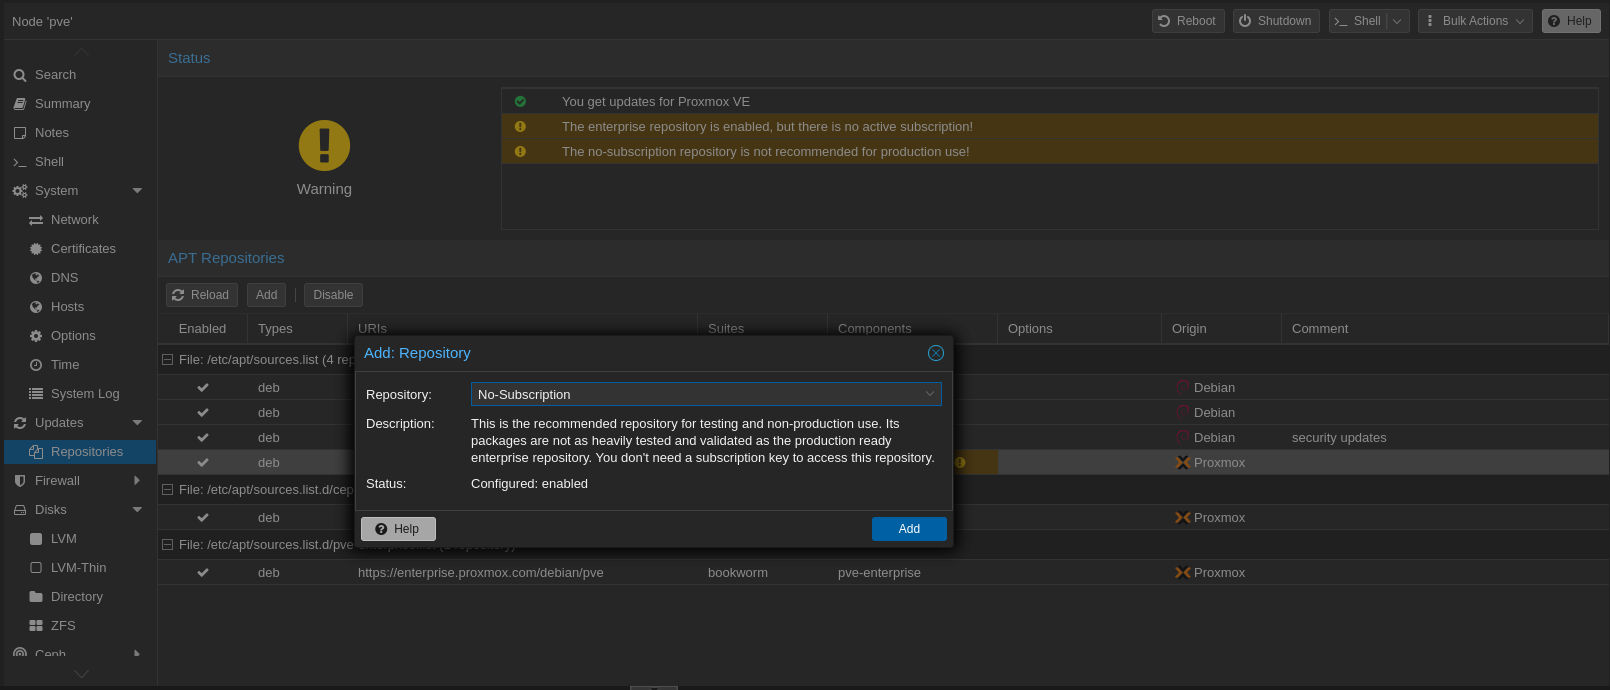 Node 'pve'
Reboot
Shutdown
Shell
Bulk Actions
Help
Search
Summary
Notes
Shell
System
Network
Certificates
DNS
Hosts
Options
Time
System Log
Updates
Repositories
Firewall
Disks
LVM
LVM-Thin
Directory
ZFS
Ceph
Status
Warning
You get updates for Proxmox VE
The enterprise repository is enabled, but there is no active subscription!
The no-subscription repository is not recommended for production use!
APT Repositories
Reload
Add
Disable
Enabled Types URIs Suites Components Options Origin Comment
File: /etc/apt/sources.list (4 rep
deb Debian
deb Debian
deb Debian security updates
deb Proxmox
File: /etc/apt/sources.list.d/cep
deb Proxmox
File: /etc/apt/sources.list.d/pve
deb https://enterprise.proxmox.com/debian/pve bookworm pve-enterprise Proxmox
Add: Repository
Repository: No-Subscription
Description: This is the recommended repository for testing and non-production use. Its
packages are not as heavily tested and validated as the production ready
enterprise repository. You don't need a subscription key to access this repository.
Status: Configured: enabled
Help
Add